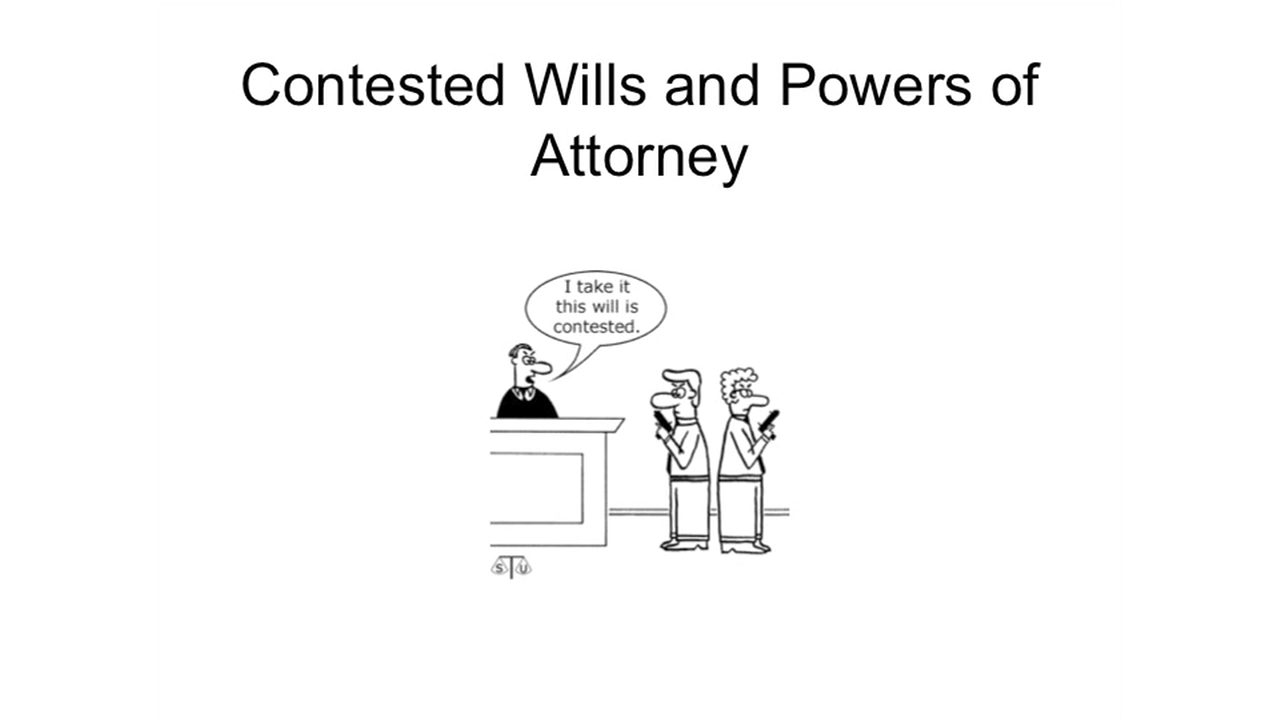 Contested Wills and Powers of
Attorney
I take it
this will is
contested.
S T U